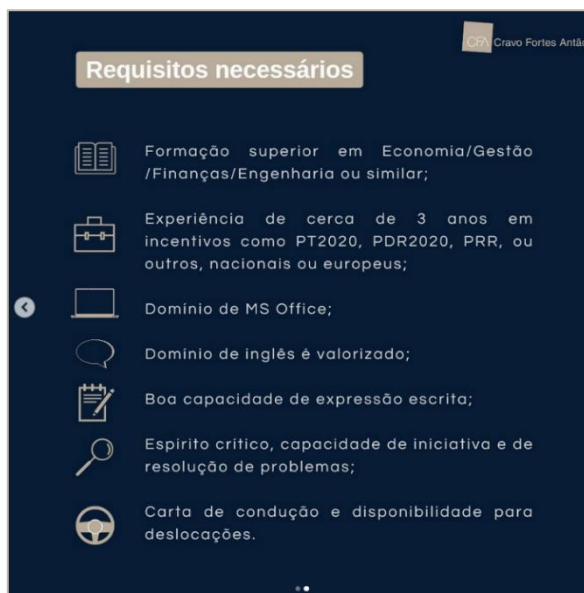 CFA Cravo Fortes Antão
Requisitos necessários
Formação superior em Economia/Gestão
/Finanças/Engenharia ou similar;
Experiência de cerca de 3 anos em
incentivos como PT2020, PDR2020, PRR, ou
outros, nacionais ou europeus;
Domínio de MS Office;
Domínio de inglês é valorizado;
Boa capacidade de expressão escrita;
Espírito crítico, capacidade de iniciativa e de
resolução de problemas;
Carta de condução e disponibilidade para
deslocações.